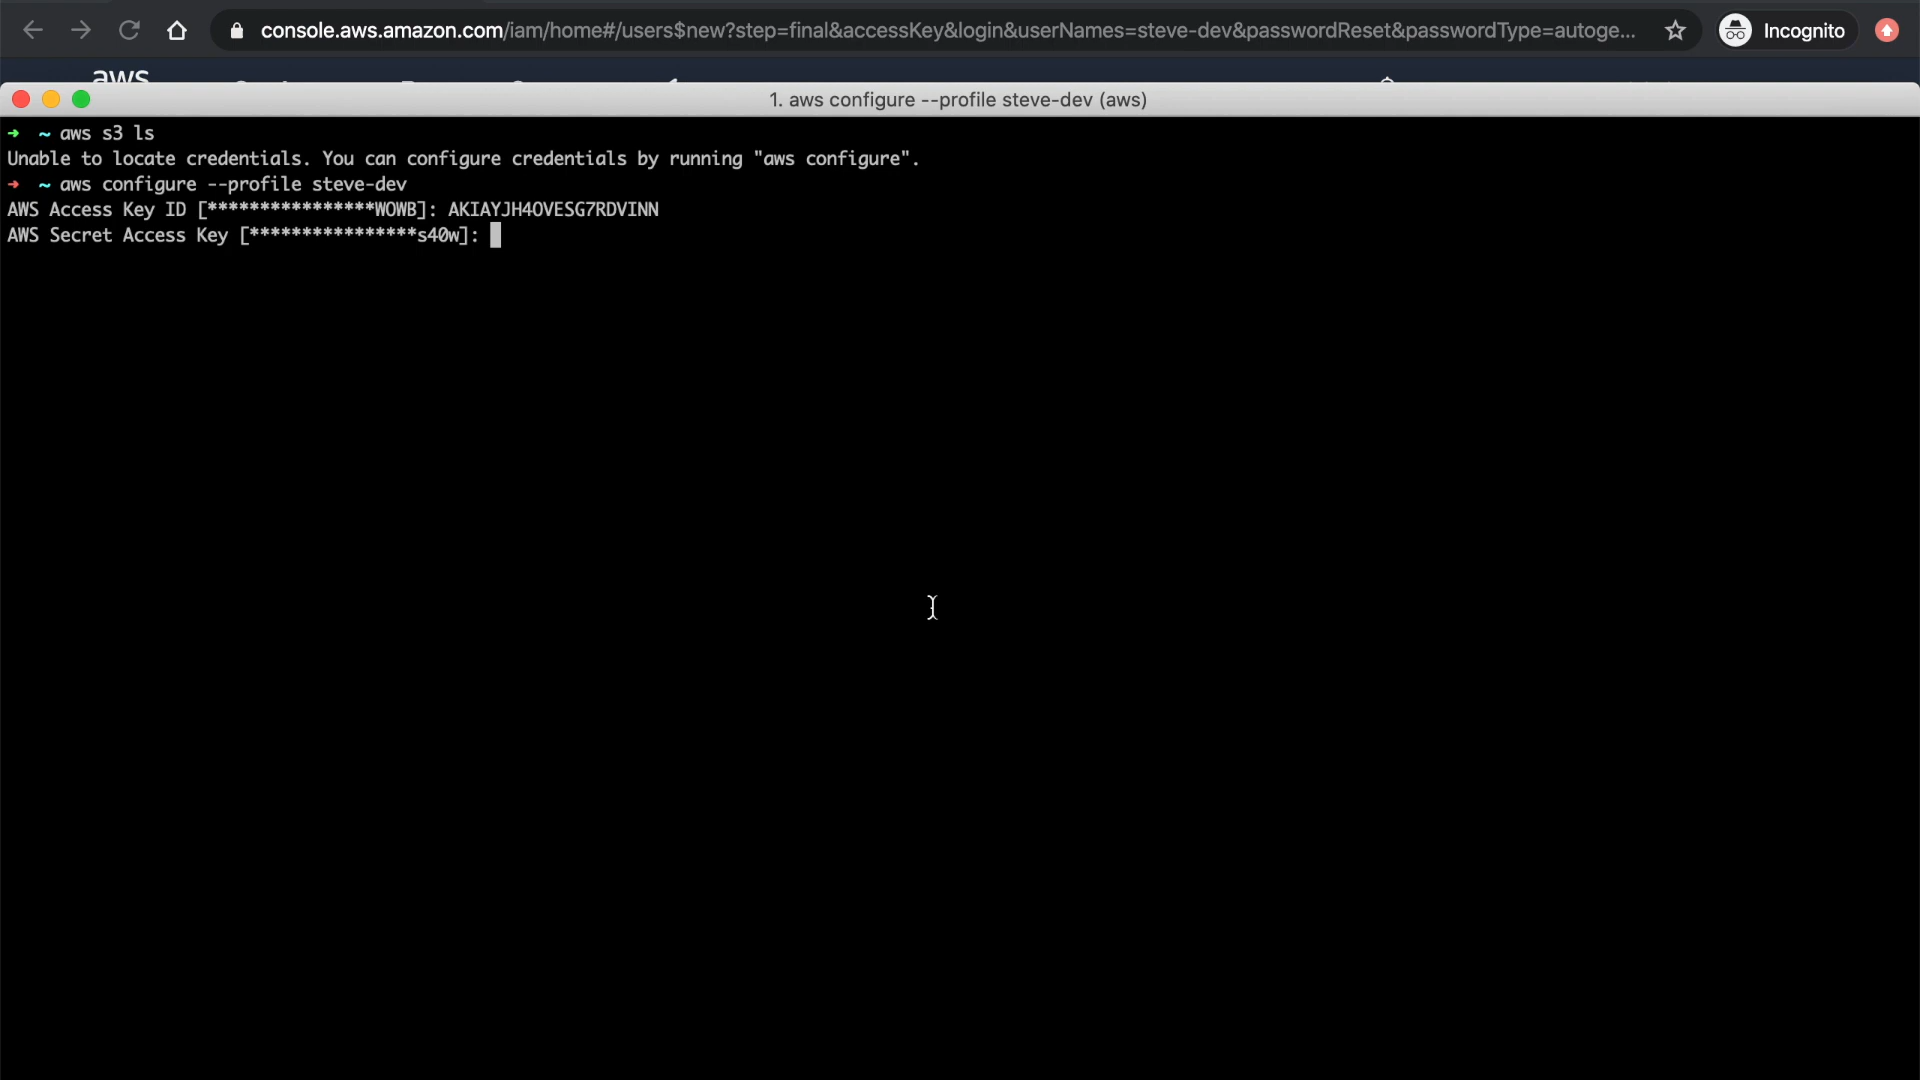 console.aws.amazon.com/iam/home#/users$new?step=final&accessKey&login&userNames=steve-dev&passwordReset&passwordType=autoge...
Incognito
aws
1. aws configure --profile steve-dev (aws)
➜ ~ aws s3 ls
Unable to locate credentials. You can configure credentials by running "aws configure".
➜ ~ aws configure --profile steve-dev
AWS Access Key ID [****************WOWB]: AKIAYJH4OVESG7RDVINN
AWS Secret Access Key [****************s40w]: